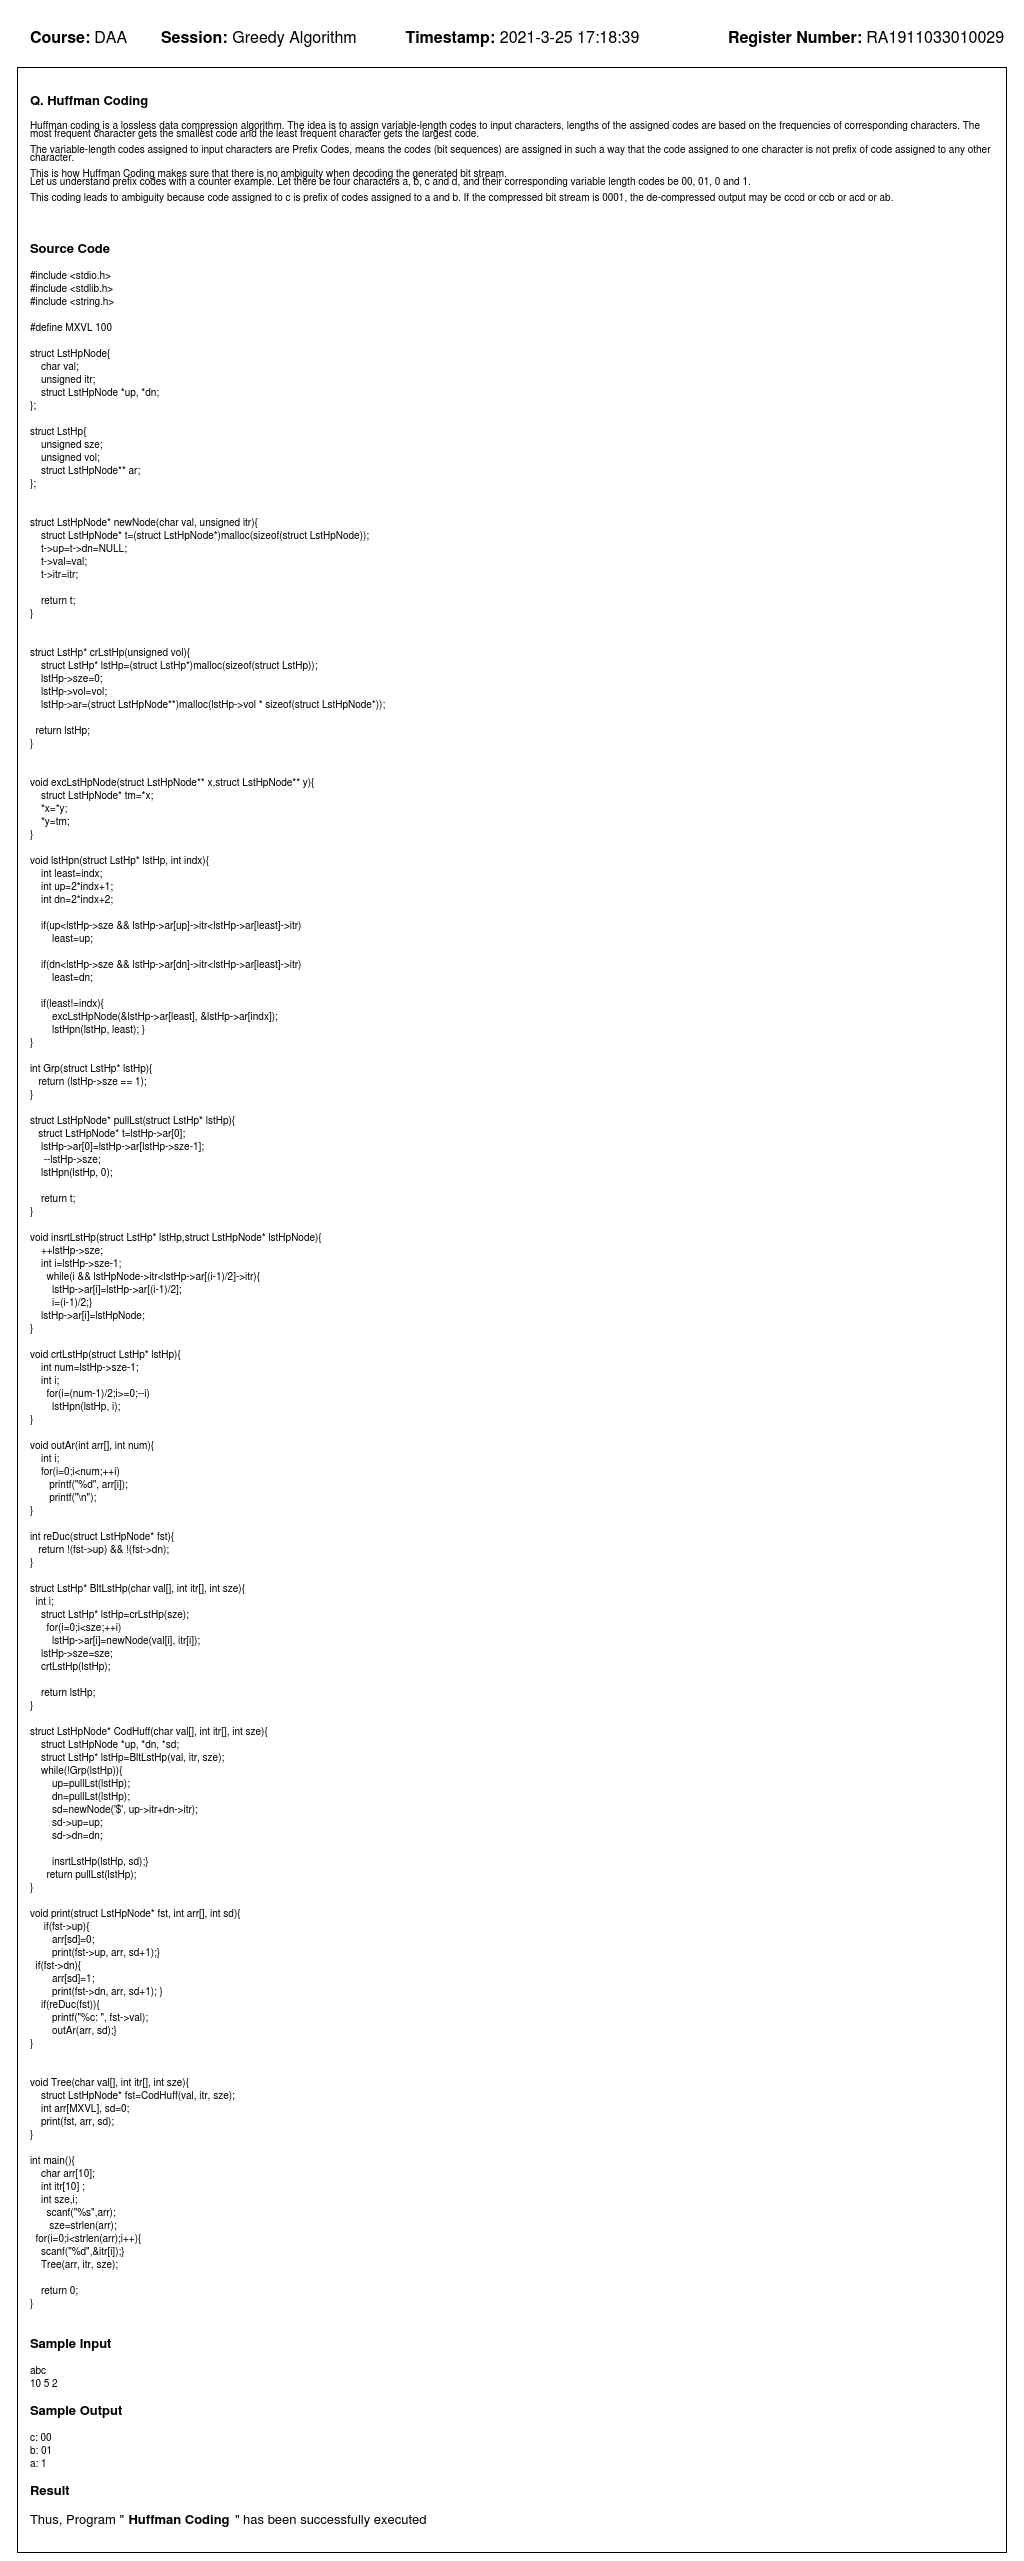 Course: DAA Session: Greedy Algorithm Timestamp: 2021-3-25 17:18:39 Register Number: RA1911033010029
Q. Huffman Coding
Huffman coding is a lossless data compression algorithm. The idea is to assign variable-length codes to input characters, lengths of the assigned codes are based on the frequencies of corresponding characters. The
most frequent character gets the smallest code and the least frequent character gets the largest code.
The variable-length codes assigned to input characters are Prefix Codes, means the codes (bit sequences) are assigned in such a way that the code assigned to one character is not prefix of code assigned to any other
character.
This is how Huffman Coding makes sure that there is no ambiguity when decoding the generated bit stream.
Let us understand prefix codes with a counter example. Let there be four characters a, b, c and d, and their corresponding variable length codes be 00, 01, 0 and 1.
This coding leads to ambiguity because code assigned to c is prefix of codes assigned to a and b. If the compressed bit stream is 0001, the de-compressed output may be cccd or ccb or acd or ab.
Source Code
#include <stdio.h>
#include <stdlib.h>
#include <string.h>
#define MXVL 100
struct LstHpNode{
char val;
unsigned itr;
struct LstHpNode *up, *dn;
};
struct LstHp{
unsigned sze;
unsigned vol;
struct LstHpNode** ar;
};
struct LstHpNode* newNode(char val, unsigned itr){
struct LstHpNode* t=(struct LstHpNode*)malloc(sizeof(struct LstHpNode));
t->up=t->dn=NULL;
t->val=val;
t->itr=itr;
return t;
}
struct LstHp* crLstHp(unsigned vol){
struct LstHp* lstHp=(struct LstHp*)malloc(sizeof(struct LstHp));
lstHp->sze=0;
lstHp->vol=vol;
lstHp->ar=(struct LstHpNode**)malloc(lstHp->vol * sizeof(struct LstHpNode*));
return lstHp;
}
void excLstHpNode(struct LstHpNode** x,struct LstHpNode** y){
struct LstHpNode* tm=*x;
*x=*y;
*y=tm;
}
void lstHpn(struct LstHp* lstHp, int indx){
int least=indx;
int up=2*indx+1;
int dn=2*indx+2;
if(up<lstHp->sze && lstHp->ar[up]->itr<lstHp->ar[least]->itr)
least=up;
if(dn<lstHp->sze && lstHp->ar[dn]->itr<lstHp->ar[least]->itr)
least=dn;
if(least!=indx){
excLstHpNode(&lstHp->ar[least], &lstHp->ar[indx]);
lstHpn(lstHp, least); }
}
int Grp(struct LstHp* lstHp){
return (lstHp->sze == 1);
}
struct LstHpNode* pullLst(struct LstHp* lstHp){
struct LstHpNode* t=lstHp->ar[0];
lstHp->ar[0]=lstHp->ar[lstHp->sze-1];
--lstHp->sze;
lstHpn(lstHp, 0);
return t;
}
void insrtLstHp(struct LstHp* lstHp,struct LstHpNode* lstHpNode){
++lstHp->sze;
int i=lstHp->sze-1;
while(i && lstHpNode->itr<lstHp->ar[(i-1)/2]->itr){
lstHp->ar[i]=lstHp->ar[(i-1)/2];
i=(i-1)/2;}
lstHp->ar[i]=lstHpNode;
}
void crtLstHp(struct LstHp* lstHp){
int num=lstHp->sze-1;
int i;
for(i=(num-1)/2;i>=0;--i)
lstHpn(lstHp, i);
}
void outAr(int arr[], int num){
int i;
for(i=0;i<num;++i)
printf("%d", arr[i]);
printf("\n");
}
int reDuc(struct LstHpNode* fst){
return !(fst->up) && !(fst->dn);
}
struct LstHp* BltLstHp(char val[], int itr[], int sze){
int i;
struct LstHp* lstHp=crLstHp(sze);
for(i=0;i<sze;++i)
lstHp->ar[i]=newNode(val[i], itr[i]);
lstHp->sze=sze;
crtLstHp(lstHp);
return lstHp;
}
struct LstHpNode* CodHuff(char val[], int itr[], int sze){
struct LstHpNode *up, *dn, *sd;
struct LstHp* lstHp=BltLstHp(val, itr, sze);
while(!Grp(lstHp)){
up=pullLst(lstHp);
dn=pullLst(lstHp);
sd=newNode('$', up->itr+dn->itr);
sd->up=up;
sd->dn=dn;
insrtLstHp(lstHp, sd);}
return pullLst(lstHp);
}
void print(struct LstHpNode* fst, int arr[], int sd){
if(fst->up){
arr[sd]=0;
print(fst->up, arr, sd+1);}
if(fst->dn){
arr[sd]=1;
print(fst->dn, arr, sd+1); }
if(reDuc(fst)){
printf("%c: ", fst->val);
outAr(arr, sd);}
}
void Tree(char val[], int itr[], int sze){
struct LstHpNode* fst=CodHuff(val, itr, sze);
int arr[MXVL], sd=0;
print(fst, arr, sd);
}
int main(){
char arr[10];
int itr[10] ;
int sze,i;
scanf("%s",arr);
sze=strlen(arr);
for(i=0;i<strlen(arr);i++){
scanf("%d",&itr[i]);}
Tree(arr, itr, sze);
return 0;
}
Sample Input
abc
10 5 2
Sample Output
c: 00
b: 01
a: 1
Result
Thus, Program " Huffman Coding " has been successfully executed